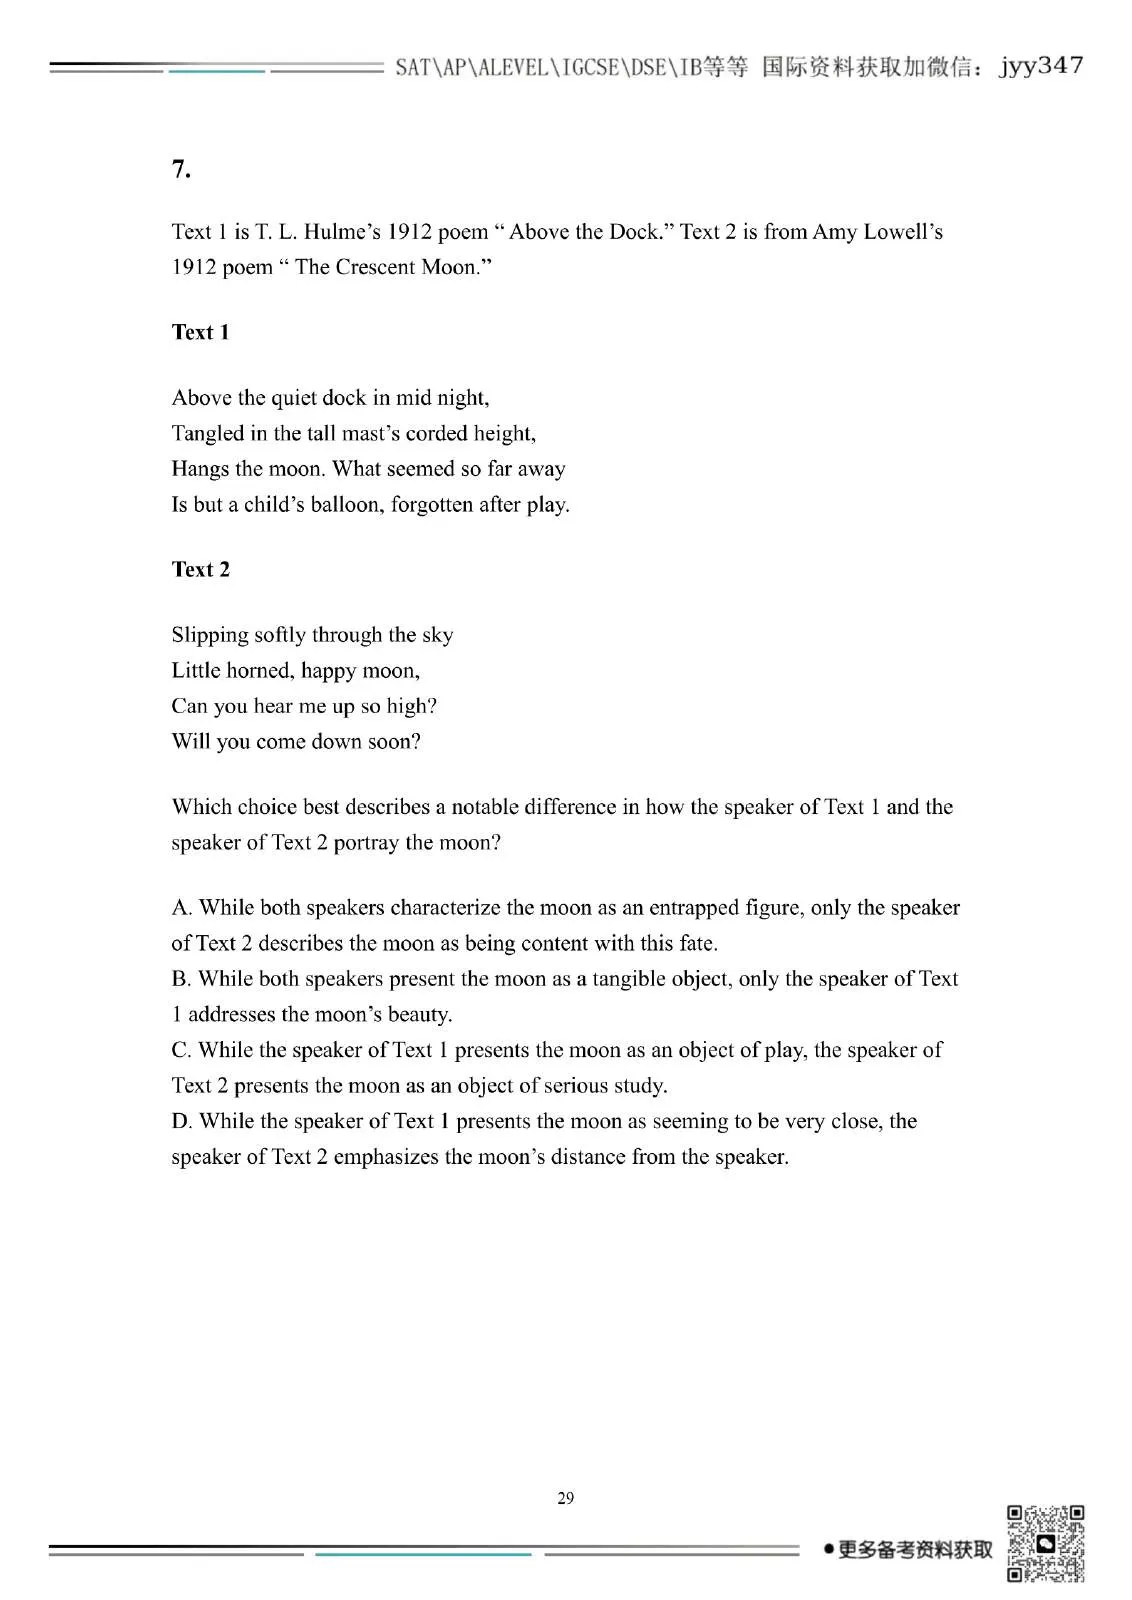 SAT\AP\ALEVEL\IGCSE\DSE\IB等等 国际资料获取加微信：jyy347
7.
Text 1 is T. L. Hulme’s 1912 poem “ Above the Dock.” Text 2 is from Amy Lowell’s
1912 poem “ The Crescent Moon.”
Text 1
Above the quiet dock in mid night,
Tangled in the tall mast’s corded height,
Hangs the moon. What seemed so far away
Is but a child’s balloon, forgotten after play.
Text 2
Slipping softly through the sky
Little horned, happy moon,
Can you hear me up so high?
Will you come down soon?
Which choice best describes a notable difference in how the speaker of Text 1 and the
speaker of Text 2 portray the moon?
A. While both speakers characterize the moon as an entrapped figure, only the speaker
of Text 2 describes the moon as being content with this fate.
B. While both speakers present the moon as a tangible object, only the speaker of Text
1 addresses the moon’s beauty.
C. While the speaker of Text 1 presents the moon as an object of play, the speaker of
Text 2 presents the moon as an object of serious study.
D. While the speaker of Text 1 presents the moon as seeming to be very close, the
speaker of Text 2 emphasizes the moon’s distance from the speaker.
29
●更多备考资料获取